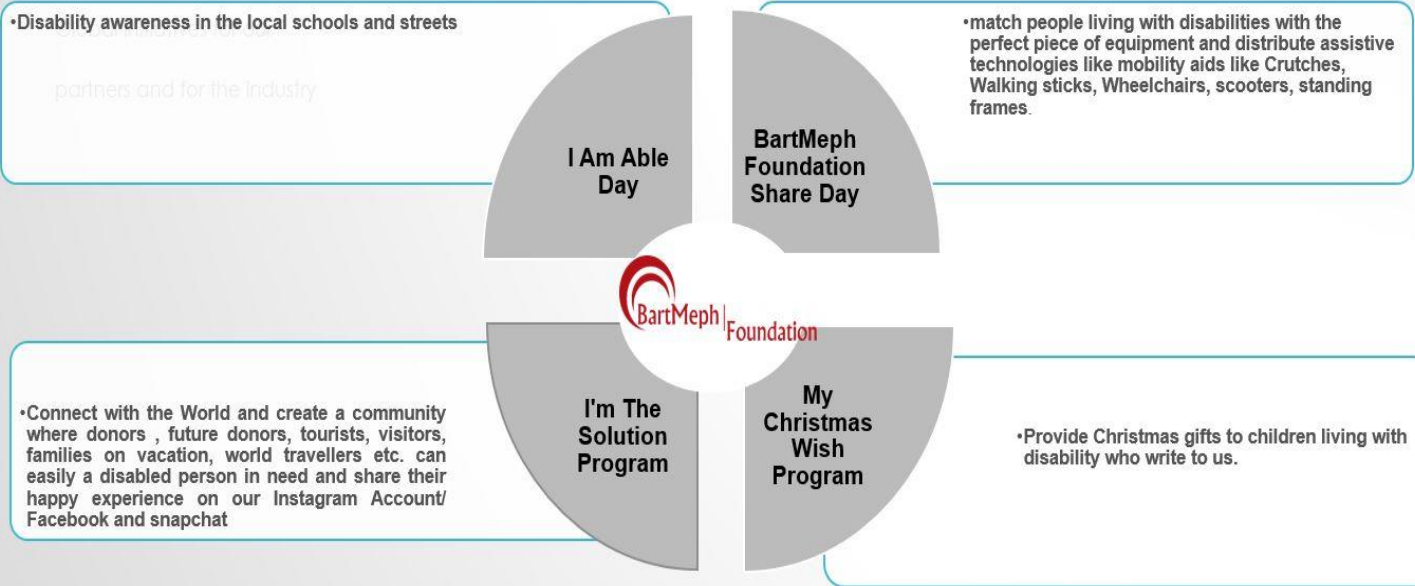 •Disability awareness in the local schools and streets
partners and for the industry
I Am Able
Day
BartMeph
Foundation
Share Day
•match people living with disabilities with the
perfect piece of equipment and distribute assistive
technologies like mobility aids like Crutches,
Walking sticks, Wheelchairs, scooters, standing
frames.
BartMeph
Foundation
•Connect with the World and create a community
where donors , future donors, tourists, visitors,
families on vacation, world travellers etc. can
easily a disabled person in need and share their
happy experience on our Instagram Account/
Facebook and snapchat
I'm The
Solution
Program
My
Christmas
Wish
Program
•Provide Christmas gifts to children living with
disability who write to us.